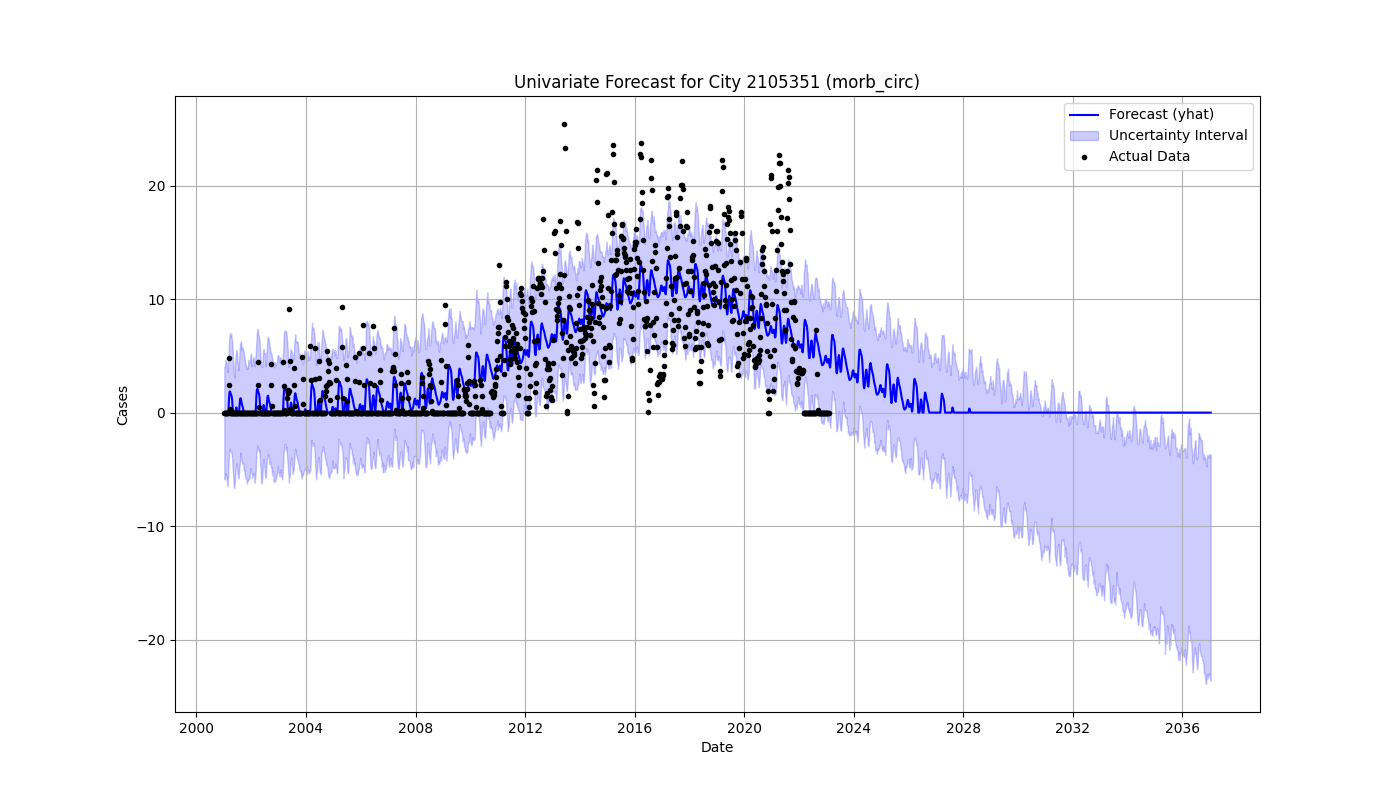 Univariate Forecast for City 2105351 (morb_circ)
Forecast (yhat)
Uncertainty Interval
Actual Data
Cases
20
10
0
−10
−20
2000 2004 2008 2012 2016 2020 2024 2028 2032 2036
Date